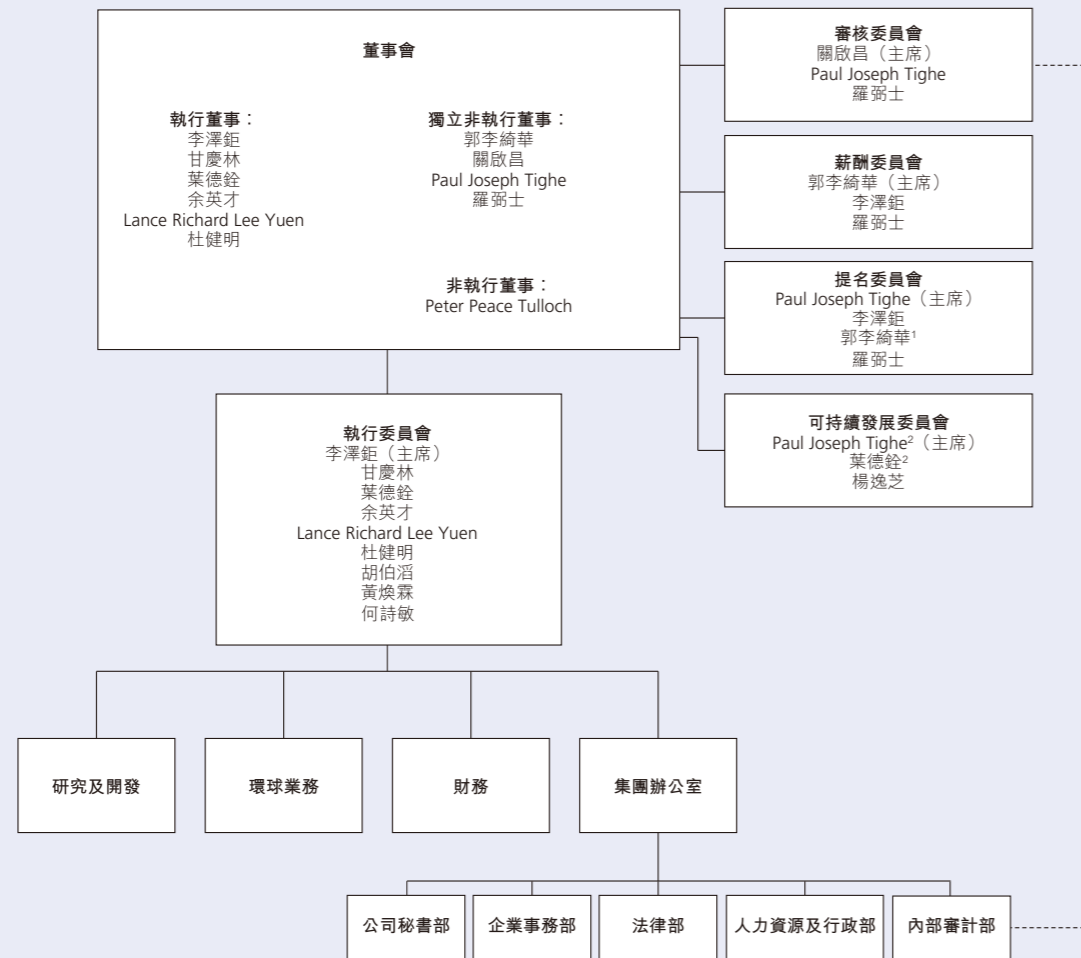 董事會
執行董事：
李澤鉅
甘慶林
葉德銓
余英才
Lance Richard Lee Yuen
杜健明
獨立非執行董事：
郭李綺華
關啟昌
Paul Joseph Tighe
羅弼士
非執行董事：
Peter Peace Tulloch
審核委員會
關啟昌（主席）
Paul Joseph Tighe
羅弼士
薪酬委員會
郭李綺華（主席）
李澤鉅
羅弼士
提名委員會
Paul Joseph Tighe（主席）
李澤鉅
郭李綺華¹
羅弼士
可持續發展委員會
Paul Joseph Tighe²（主席）
葉德銓²
楊逸芝
執行委員會
李澤鉅（主席）
甘慶林
葉德銓
余英才
Lance Richard Lee Yuen
杜健明
胡伯滔
黃煥霖
何詩敏
研究及開發
環球業務
財務
集團辦公室
公司秘書部
企業事務部
法律部
人力資源及行政部
內部審計部